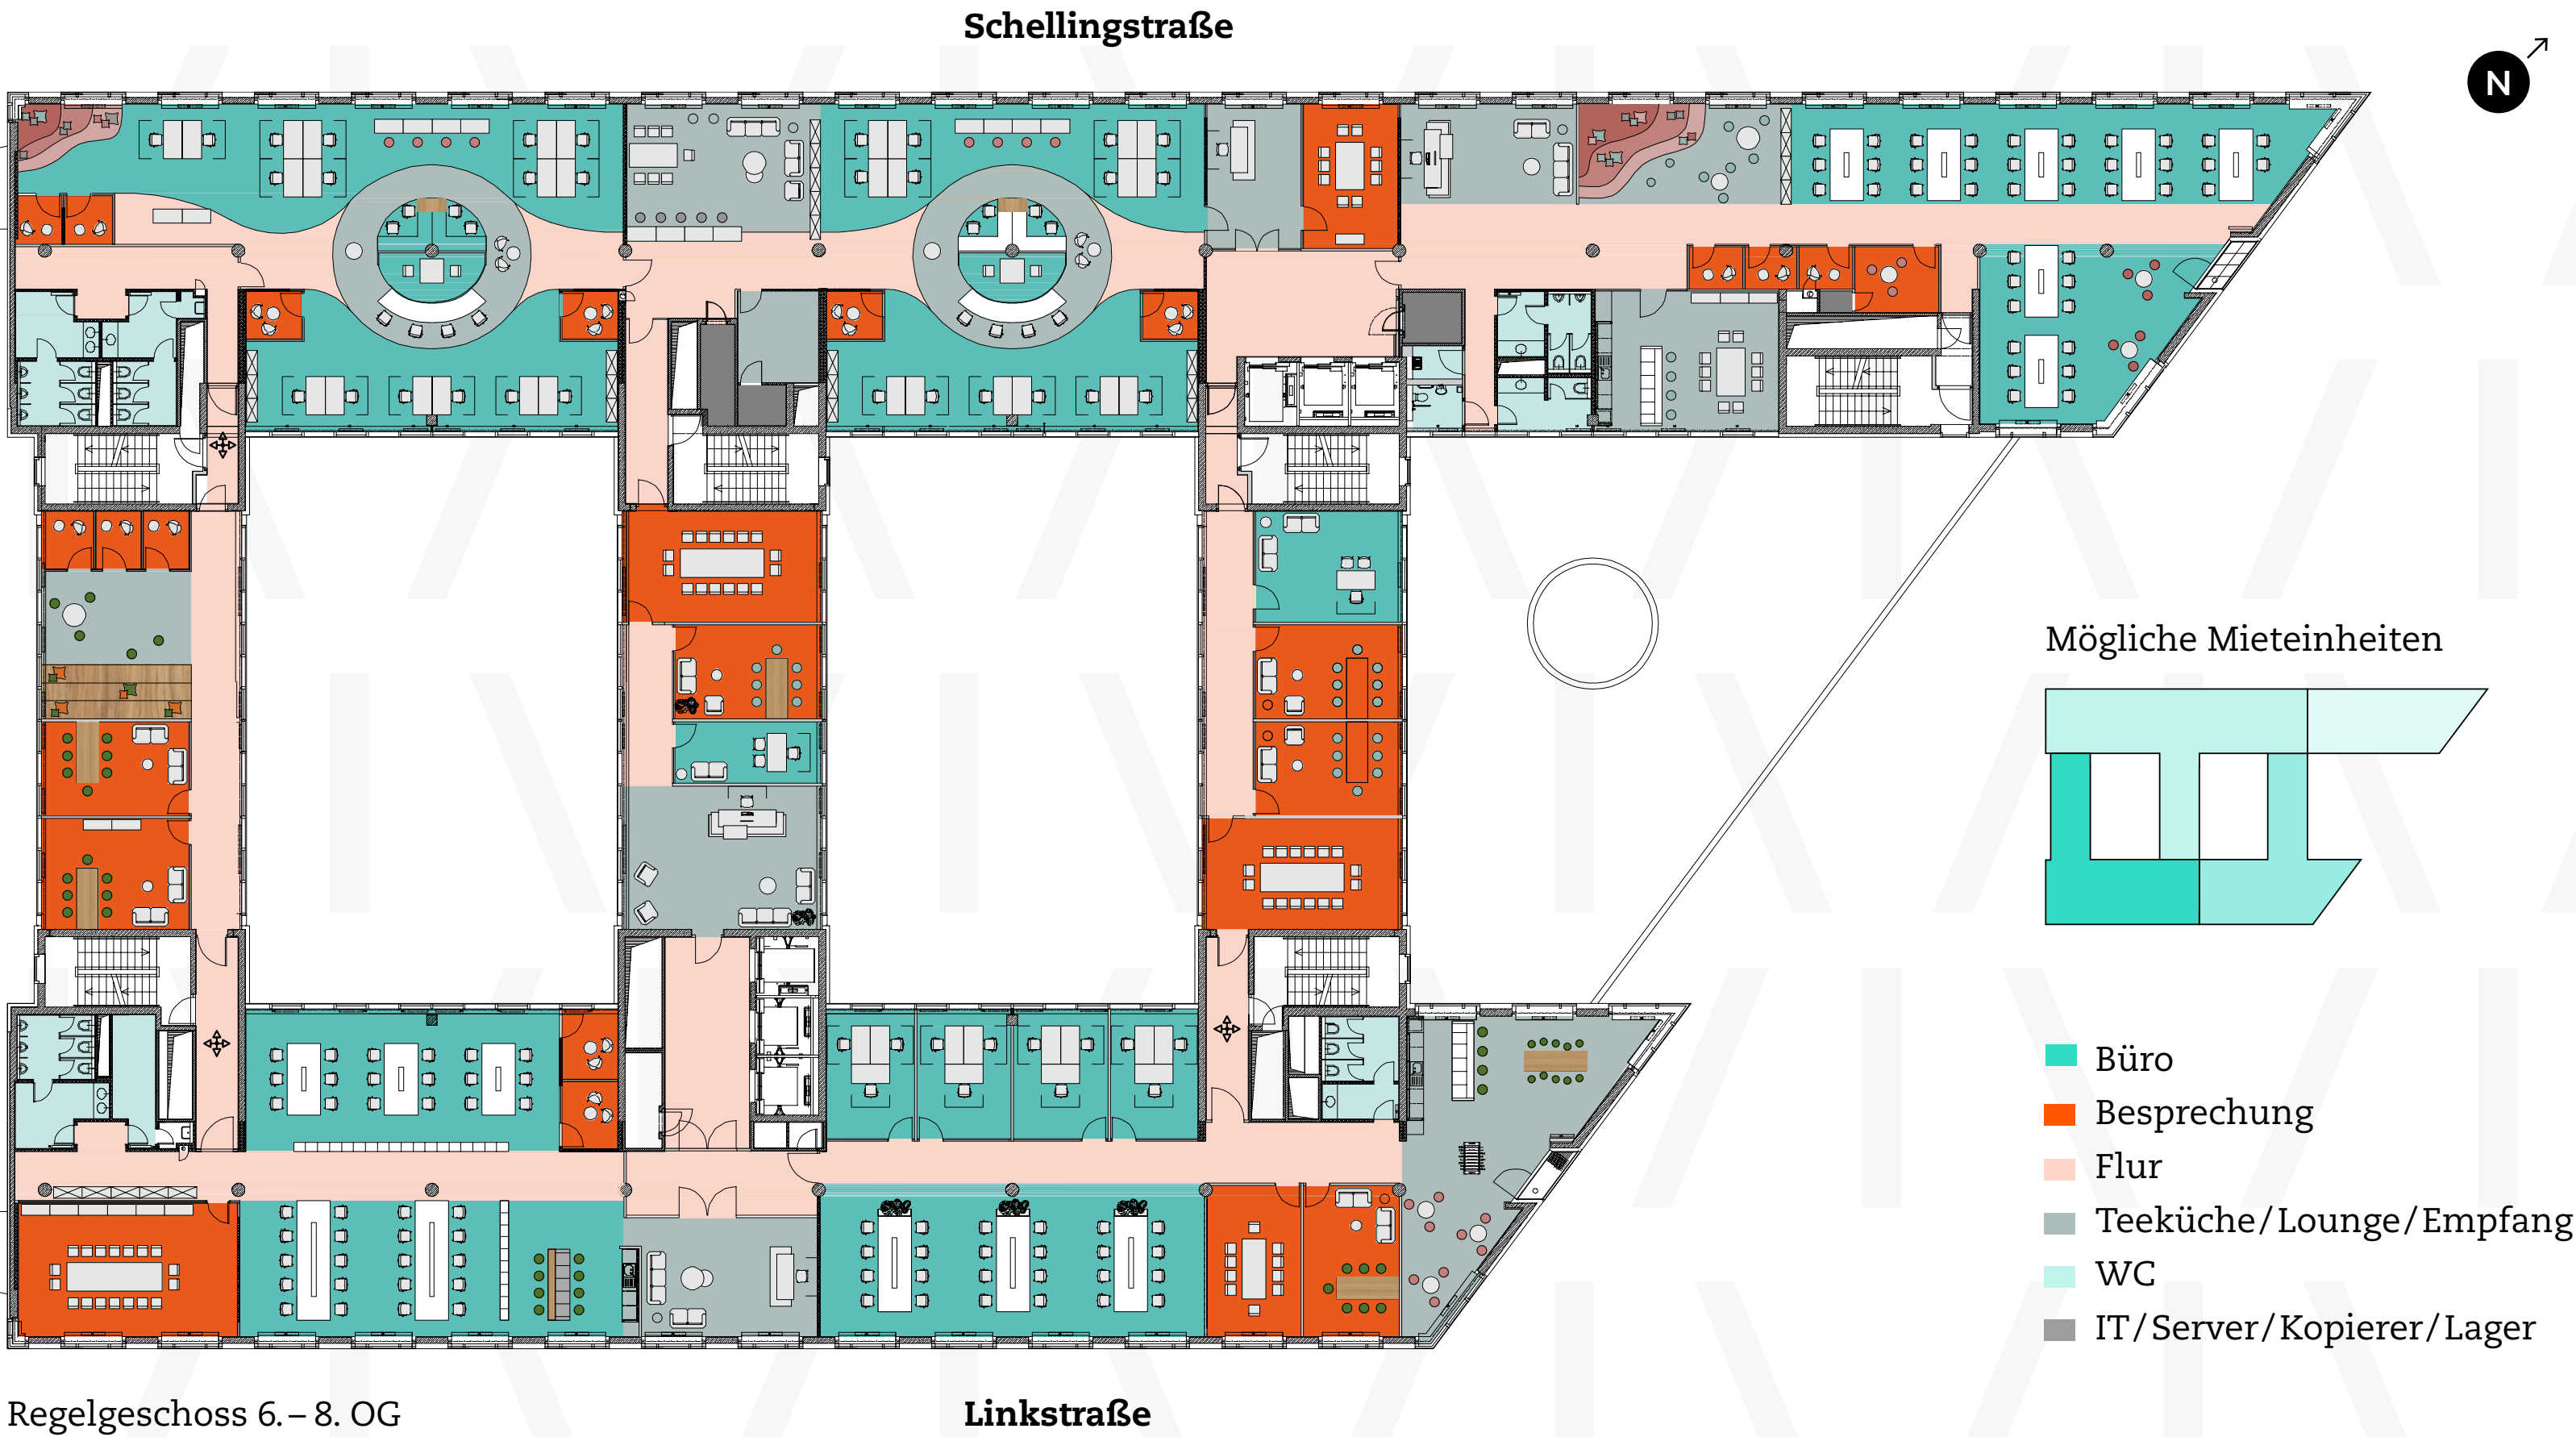 Schellingstraße
N
Mögliche Mieteinheiten
Büro
Besprechung
Flur
Teeküche/Lounge/Empfang
WC
IT/Server/Kopierer/Lager
Regelgeschoss 6. – 8. OG
Linkstraße